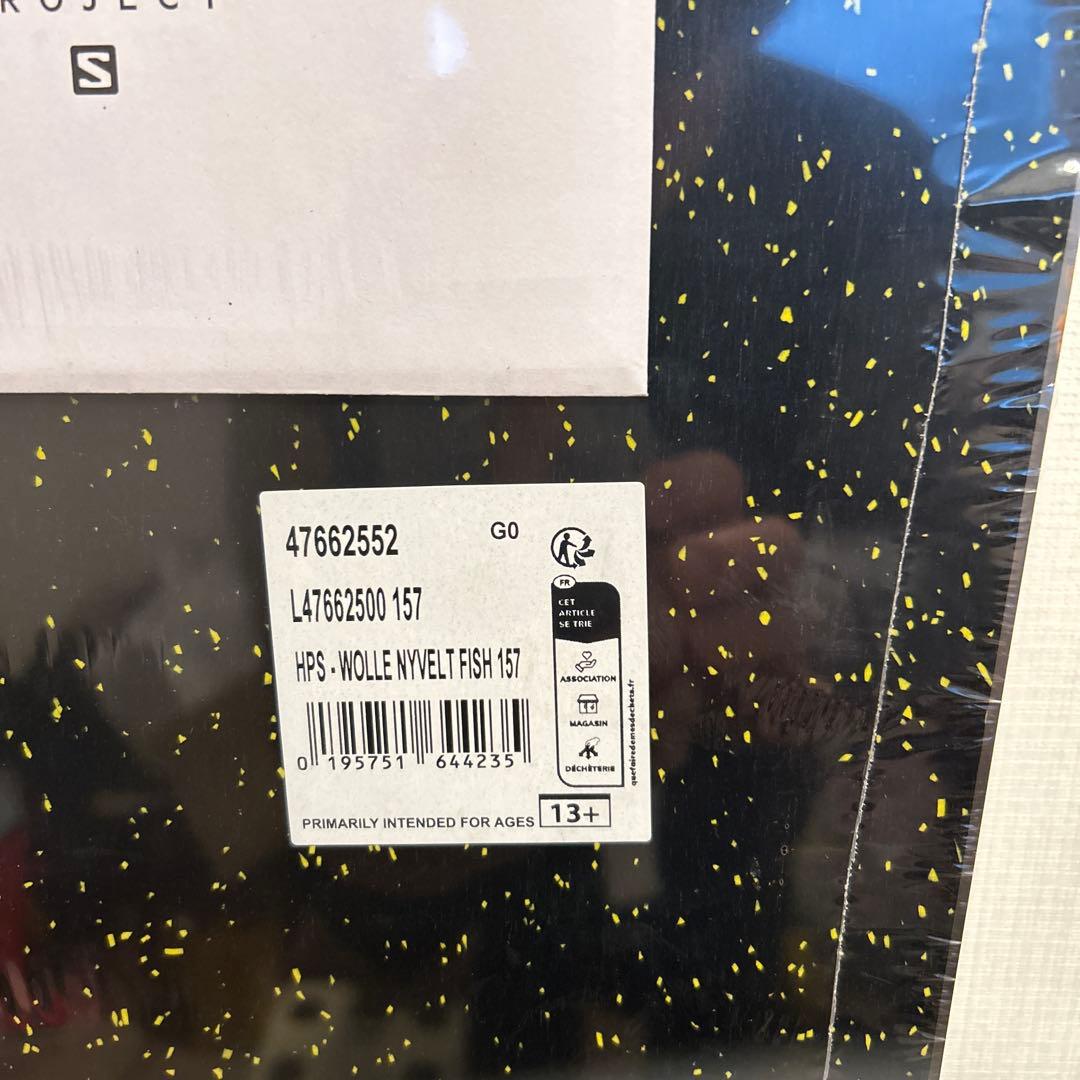 ROJECT
S
47662552
G0
L47662500 157
HPS - WOLLE NYVELT FISH 157
0 195751 644235
PRIMARILY INTENDED FOR AGES 13+
FR
CET
ARTICLE
SE TRIE
ASSOCIATION
MAGASIN
DÉCHÈTERIE
quefairedemesdechets.fr